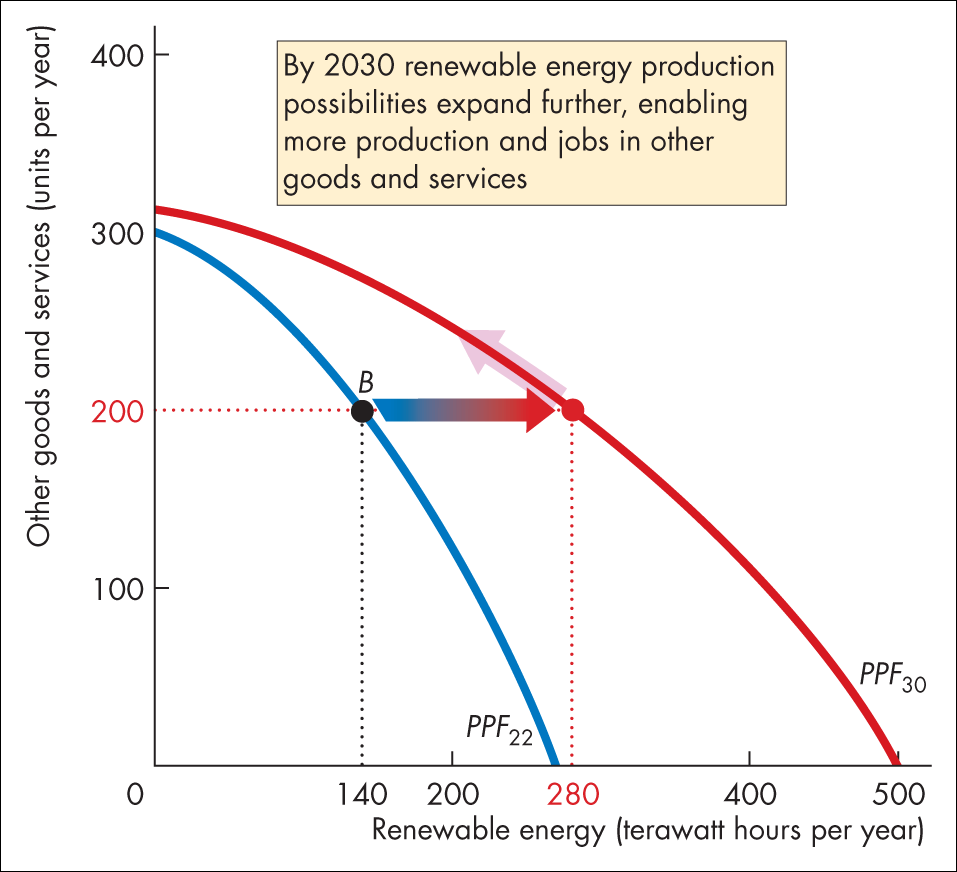 Other goods and services (units per year)
400
By 2030 renewable energy production
possibilities expand further, enabling
more production and jobs in other
goods and services
300
B
200
100
PPF30
PPF22
0
140
200
280
400
500
Renewable energy (terawatt hours per year)